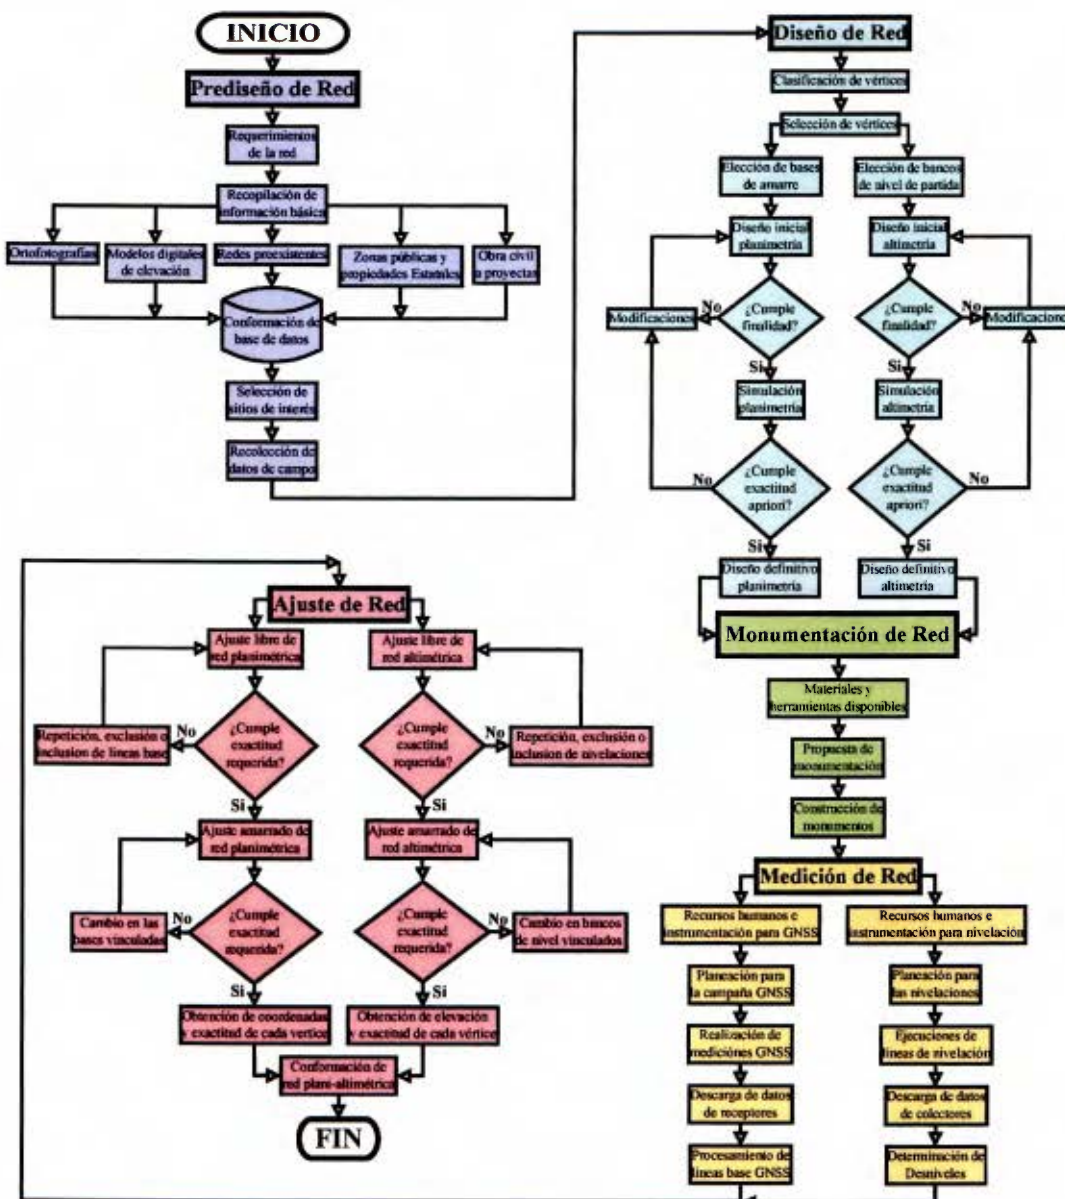 INICIO
Prediseño de Red
Requerimientos
de la red
Recopilación de
información básica
Ortofotografías
Modelos digitales
de elevación
Redes preexistentes
Zonas públicas y
propiedades Estatales
Obra civil
a proyectar
Conformación de
base de datos
Selección de
sitios de interés
Recolección de
datos de campo
Diseño de Red
Clasificación de vértices
Selección de vértices
Elección de bases
de amarre
Elección de bancos
de nivel de partida
Diseño inicial
planimetría
Diseño inicial
altimetría
Modificaciones
No
¿Cumple
finalidad?
¿Cumple
finalidad?
No
Modificacione
Si
Si
Simulación
planimetría
Simulación
altimetría
No
¿Cumple
exactitud
apriori?
¿Cumple
exactitud
apriori?
No
Si
Si
Diseño definitivo
planimetría
Diseño definitivo
altimetría
Monumentación de Red
Materiales y
herramientas disponibles
Propuesta de
monumentación
Construcción de
monumentos
Medición de Red
Recursos humanos e
instrumentación para GNSS
Recursos humanos e
instrumentación para nivelación
Planeación para
la campaña GNSS
Planeación para
las nivelaciones
Realización de
mediciónes GNSS
Ejecuciones de
líneas de nivelación
Descarga de datos
de receptores
Descarga de datos
de colectores
Procesamiento de
líneas base GNSS
Determinación de
Desniveles
Ajuste de Red
Ajuste libre de
red planimétrica
Ajuste libre de
red altimétrica
Repetición, exclusión o
inclusion de líneas base
No
¿Cumple
exactitud
requerida?
¿Cumple
exactitud
requerida?
No
Repetición, exclusión o
inclusion de nivelaciones
Si
Si
Ajuste amarrado de
red planimétrica
Ajuste amarrado de
red altimétrica
Cambio en las
bases vinculadas
No
¿Cumple
exactitud
requerida?
¿Cumple
exactitud
requerida?
No
Cambio en bancos
de nivel vinculados
Si
Si
Obtención de coordenadas
y exactitud de cada vertice
Obtención de elevación
y exactitud de cada vértice
Conformación de
red plani-altimétrica
FIN